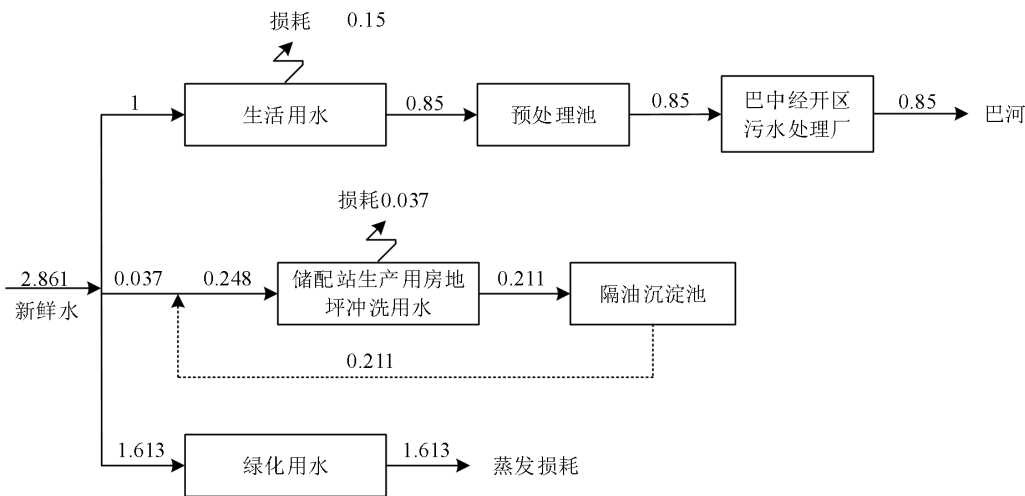 损耗 0.15
1
生活用水
0.85
预处理池
0.85
巴中经开区
污水处理厂
0.85
巴河
损耗0.037
2.861
新鲜水
0.037
0.248
储配站生产用房地
坪冲洗用水
0.211
隔油沉淀池
0.211
1.613
绿化用水
1.613
蒸发损耗